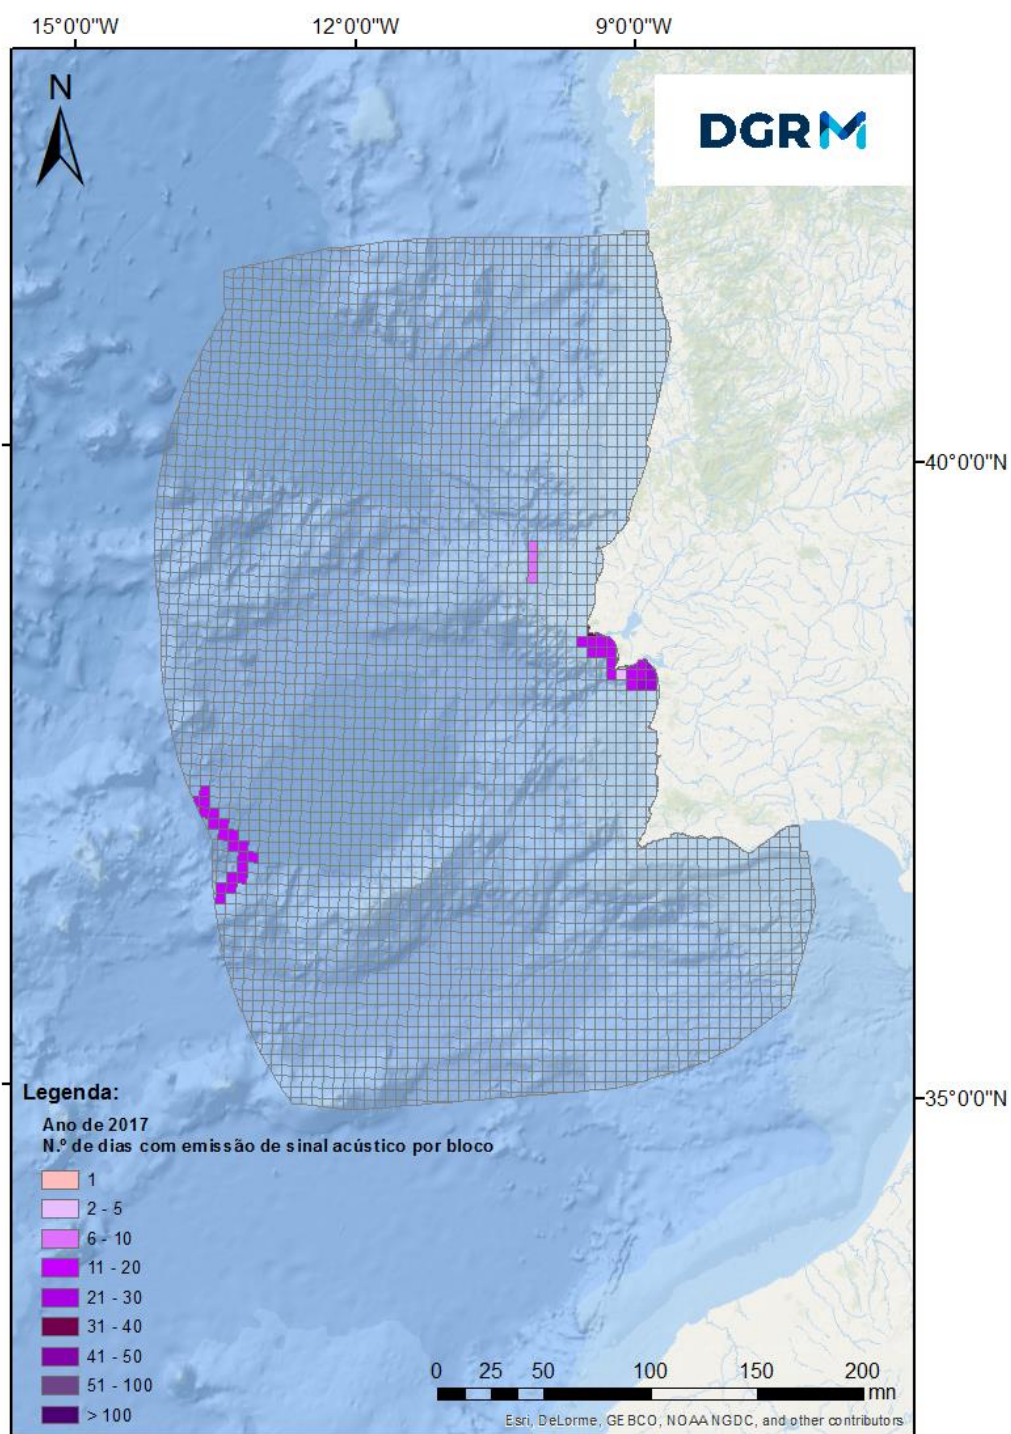 15°0'0"W 12°0'0"W 9°0'0"W
N
DGRM
40°0'0"N
35°0'0"N
Legenda:
Ano de 2017
N.º de dias com emissão de sinal acústico por bloco
1
2 - 5
6 - 10
11 - 20
21 - 30
31 - 40
41 - 50
51 - 100
> 100
0 25 50 100 150 200
mn
Esri, DeLorme, GEBCO, NOAA NGDC, and other contributors